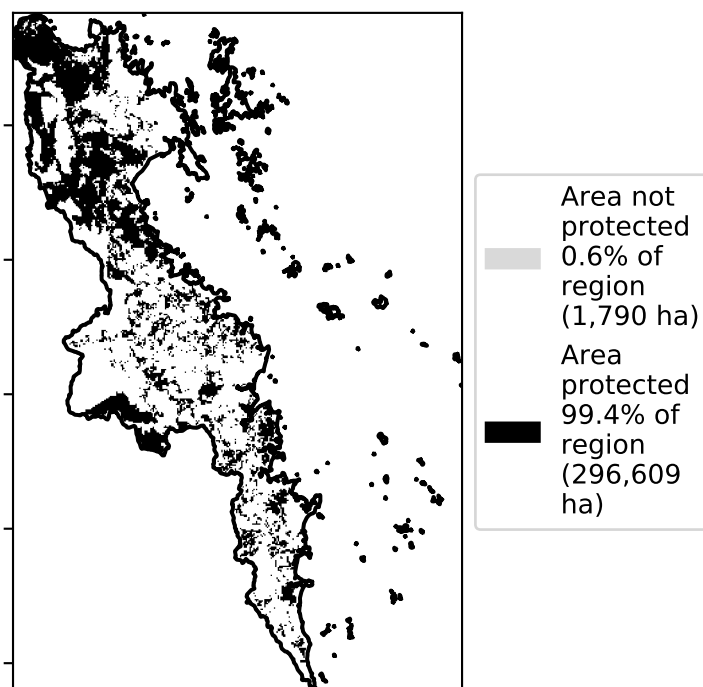 Area not
protected
0.6% of
region
(1,790 ha)
Area
protected
99.4% of
region
(296,609
ha)